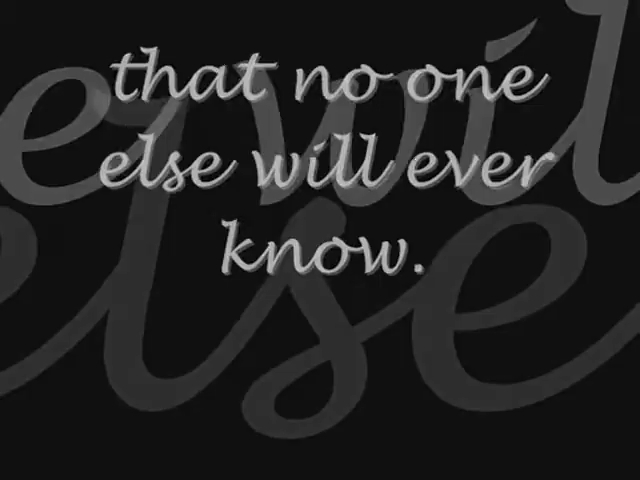 that no one
else will ever
know.